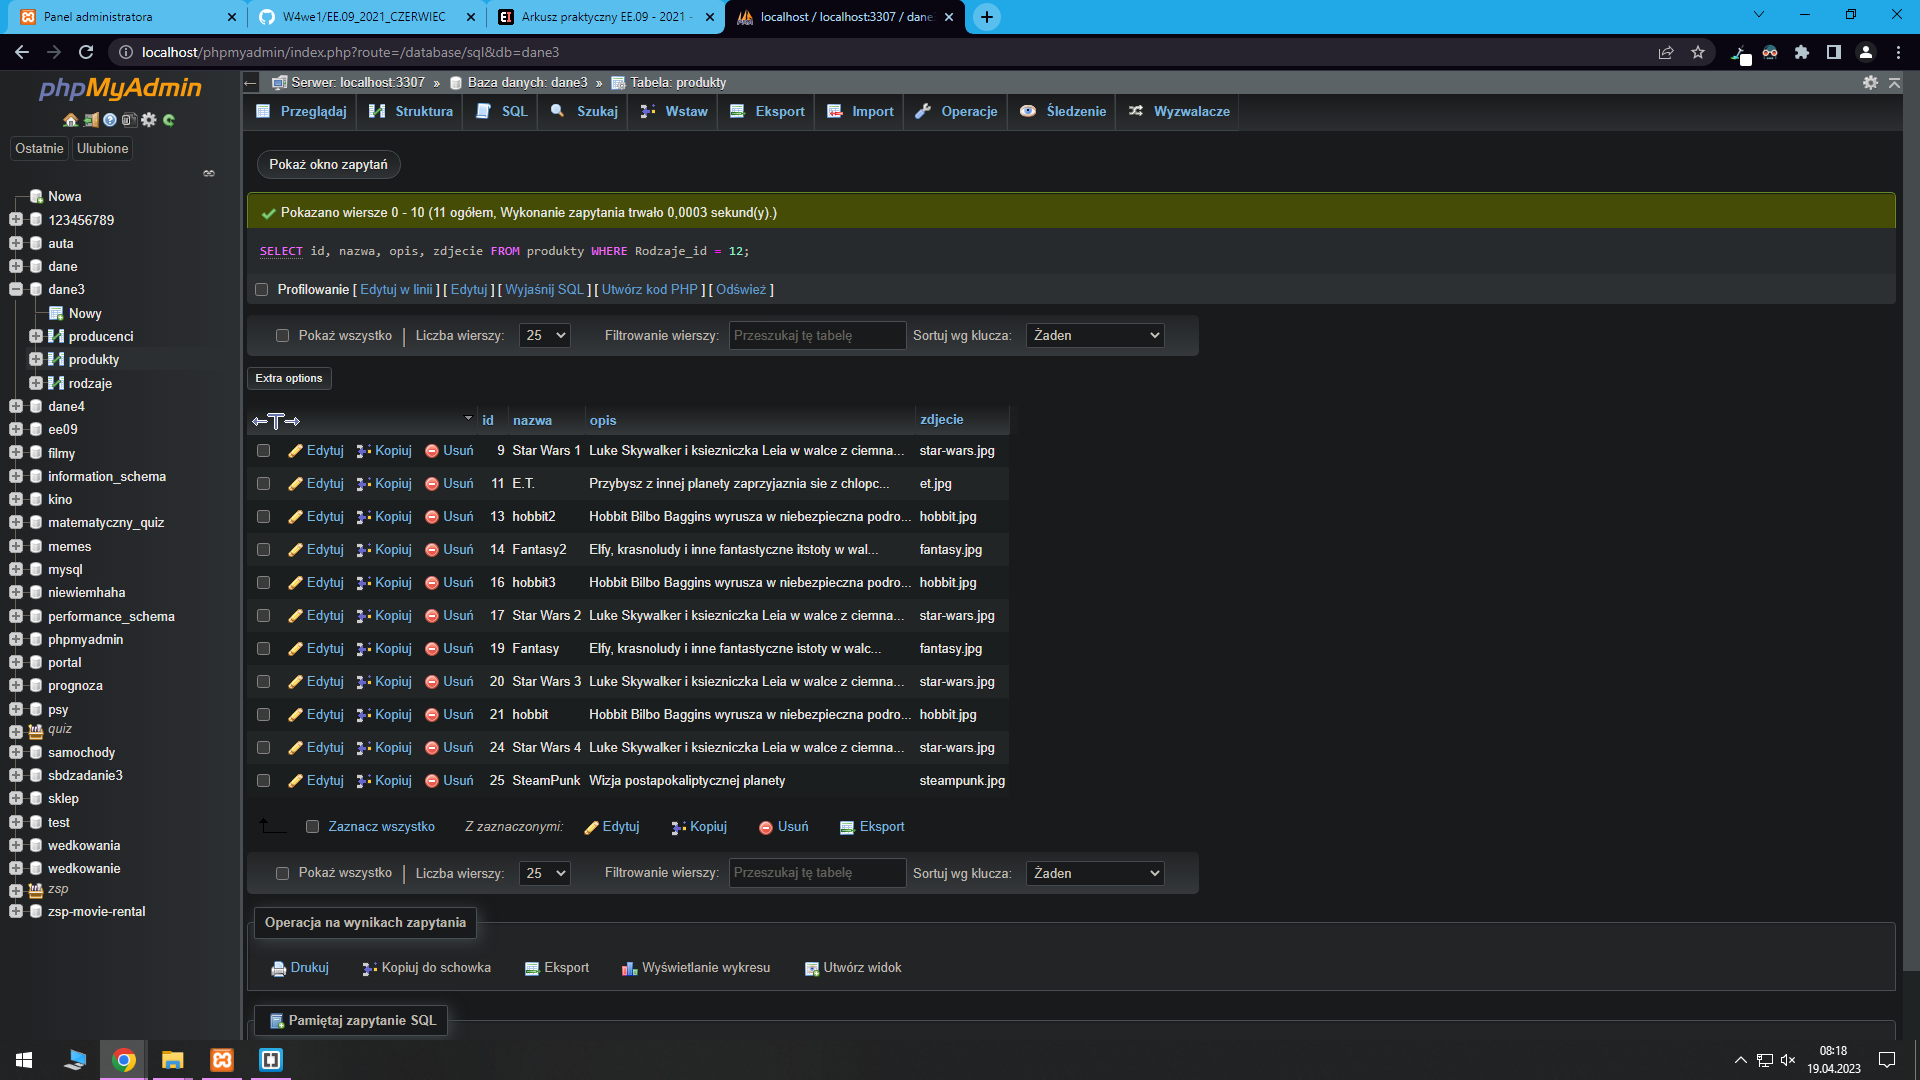 Panel administratora
W4we1/EE.09_2021_CZERWIEC
Arkusz praktyczny EE.09 - 2021 -
localhost / localhost:3307 / dane
localhost/phpmyadmin/index.php?route=/database/sql&db=dane3
phpMyAdmin
Ostatnie
Ulubione
Nowa
123456789
auta
dane
dane3
Nowy
producenci
produkty
rodzaje
dane4
ee09
filmy
information_schema
kino
matematyczny_quiz
memes
mysql
niewiemhaha
performance_schema
phpmyadmin
portal
prognoza
psy
quiz
samochody
sbdzadanie3
sklep
test
wedkowania
wedkowanie
zsp
zsp-movie-rental
Serwer: localhost:3307 » Baza danych: dane3 » Tabela: produkty
Przeglądaj Struktura SQL Szukaj Wstaw Eksport Import Operacje Śledzenie Wyzwalacze
Pokaż okno zapytań
Pokazano wiersze 0 - 10 (11 ogółem, Wykonanie zapytania trwało 0,0003 sekund(y).)
SELECT id, nazwa, opis, zdjecie FROM produkty WHERE Rodzaje_id = 12;
Profilowanie [ Edytuj w linii ] [ Edytuj ] [ Wyjaśnij SQL ] [ Utwórz kod PHP ] [ Odśwież ]
Pokaż wszystko | Liczba wierszy: 25 Filtrowanie wierszy: Przeszukaj tę tabelę Sortuj wg klucza: Żaden
Extra options
←T→ id nazwa opis zdjecie
Edytuj Kopiuj Usuń 9 Star Wars 1 Luke Skywalker i ksiezniczka Leia w walce z ciemna... star-wars.jpg
Edytuj Kopiuj Usuń 11 E.T. Przybysz z innej planety zaprzyjaznia sie z chlopc... et.jpg
Edytuj Kopiuj Usuń 13 hobbit2 Hobbit Bilbo Baggins wyrusza w niebezpieczna podro... hobbit.jpg
Edytuj Kopiuj Usuń 14 Fantasy2 Elfy, krasnoludy i inne fantastyczne itstoty w wal... fantasy.jpg
Edytuj Kopiuj Usuń 16 hobbit3 Hobbit Bilbo Baggins wyrusza w niebezpieczna podro... hobbit.jpg
Edytuj Kopiuj Usuń 17 Star Wars 2 Luke Skywalker i ksiezniczka Leia w walce z ciemna... star-wars.jpg
Edytuj Kopiuj Usuń 19 Fantasy Elfy, krasnoludy i inne fantastyczne istoty w walc... fantasy.jpg
Edytuj Kopiuj Usuń 20 Star Wars 3 Luke Skywalker i ksiezniczka Leia w walce z ciemna... star-wars.jpg
Edytuj Kopiuj Usuń 21 hobbit Hobbit Bilbo Baggins wyrusza w niebezpieczna podro... hobbit.jpg
Edytuj Kopiuj Usuń 24 Star Wars 4 Luke Skywalker i ksiezniczka Leia w walce z ciemna... star-wars.jpg
Edytuj Kopiuj Usuń 25 SteamPunk Wizja postapokaliptycznej planety steampunk.jpg
Zaznacz wszystko Z zaznaczonymi: Edytuj Kopiuj Usuń Eksport
Pokaż wszystko | Liczba wierszy: 25 Filtrowanie wierszy: Przeszukaj tę tabelę Sortuj wg klucza: Żaden
Operacja na wynikach zapytania
Drukuj Kopiuj do schowka Eksport Wyświetlanie wykresu Utwórz widok
Pamiętaj zapytanie SQL
08:18
19.04.2023